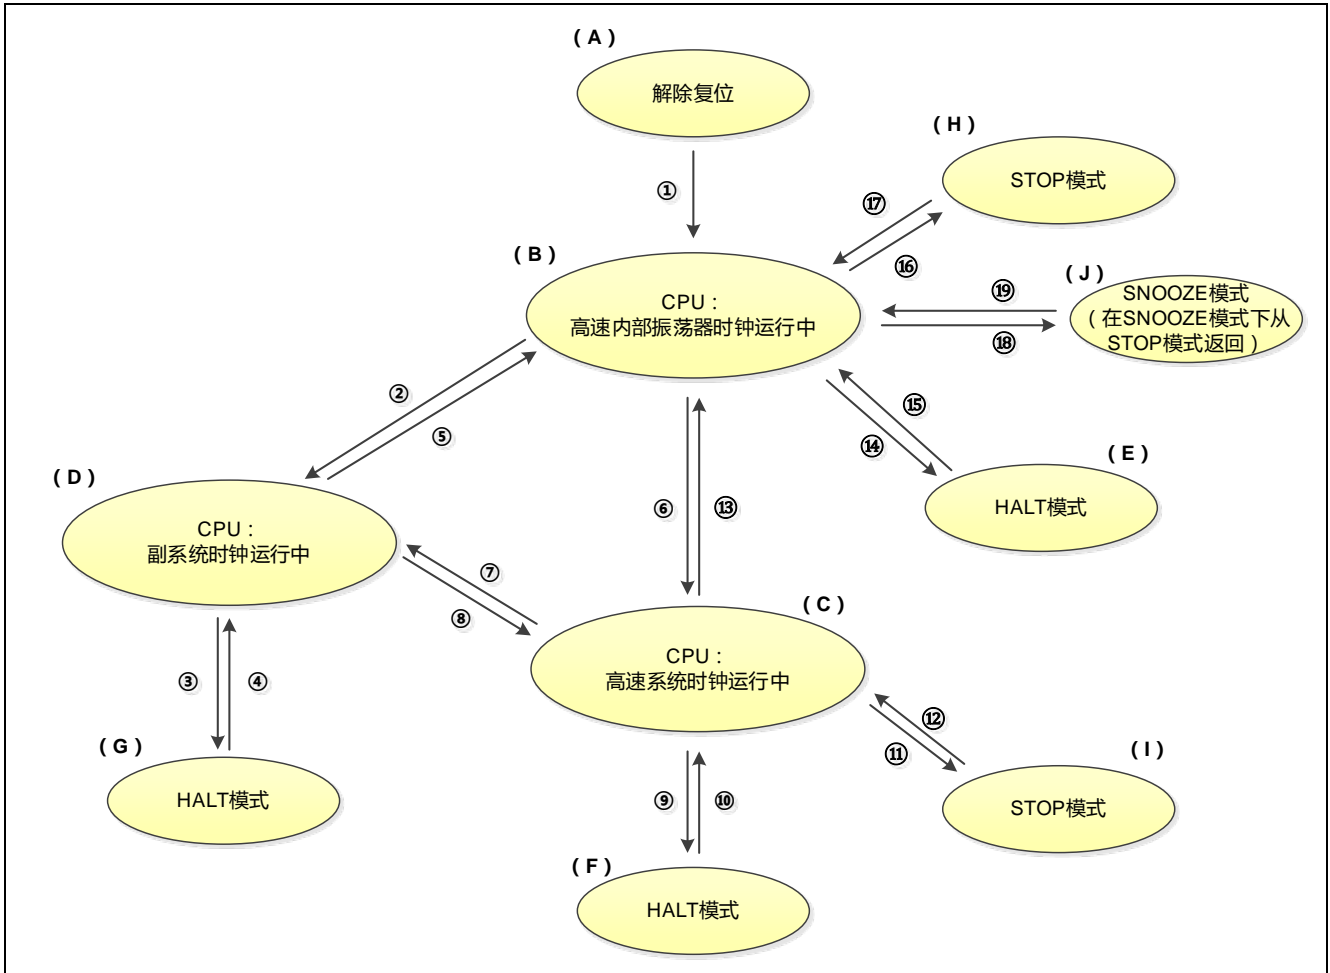 ( A )
解除复位
( H )
STOP模式
①
⑰
⑯
( B )
CPU：
高速内部振荡器时钟运行中
( J )
SNOOZE模式
（在SNOOZE模式下从
STOP模式返回）
⑲
⑱
②
⑤
⑮
⑭
( E )
HALT模式
( D )
CPU：
副系统时钟运行中
⑥
⑬
⑦
⑧
( C )
CPU：
高速系统时钟运行中
③
④
⑫
⑪
( G )
HALT模式
( I )
STOP模式
⑨
⑩
( F )
HALT模式